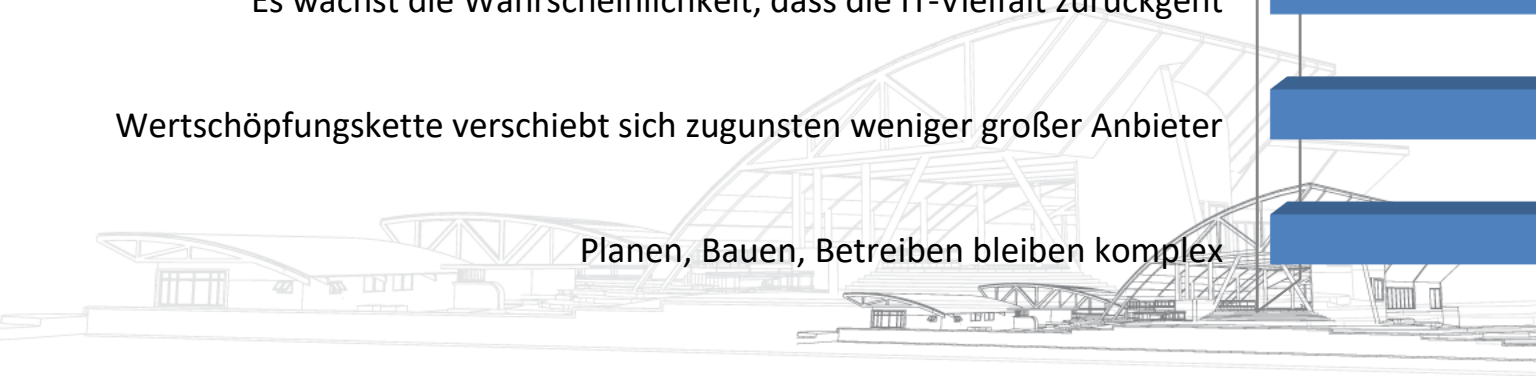 Es wächst die Wahrscheinlichkeit, dass die IT-Vielfalt zurückgeht
Wertschöpfungskette verschiebt sich zugunsten weniger großer Anbieter
Planen, Bauen, Betreiben bleiben komplex